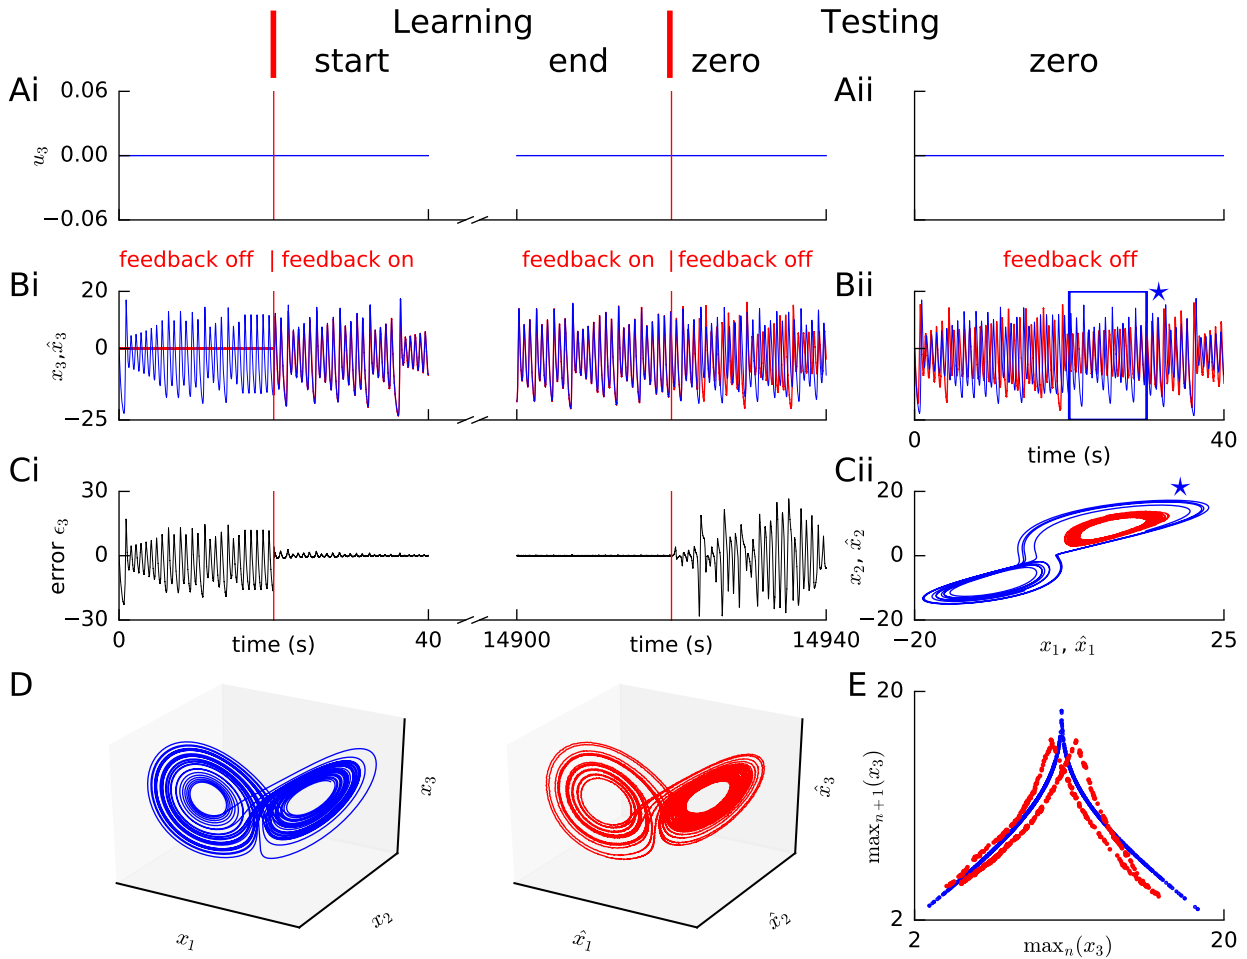 Learning Testing
start end zero zero
Ai Aii
0.06
u3 0.00
−0.06
feedback off | feedback on feedback on | feedback off feedback off
Bi Bii
20
x3,x̂3 0
−25
0 40
time (s)
Ci Cii
30 20
error ϵ3 0 x2, x̂2 0
−30 −20
0 time (s) 40 14900 time (s) 14940 −20 x1, x̂1 25
D E
x1 x2 x3 x̂1 x̂2 x̂3
20
maxn+1(x3)
2
2 maxn(x3) 20